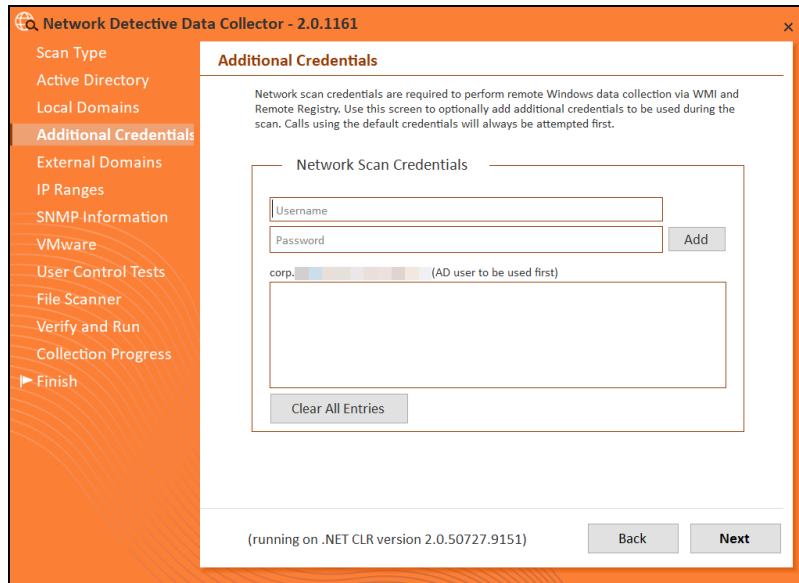 Network Detective Data Collector - 2.0.1161
Scan Type
Active Directory
Local Domains
Additional Credentials
External Domains
IP Ranges
SNMP Information
VMware
User Control Tests
File Scanner
Verify and Run
Collection Progress
Finish
Additional Credentials
Network scan credentials are required to perform remote Windows data collection via WMI and
Remote Registry. Use this screen to optionally add additional credentials to be used during the
scan. Calls using the default credentials will always be attempted first.
Network Scan Credentials
Username
Password
Add
corp. (AD user to be used first)
Clear All Entries
(running on .NET CLR version 2.0.50727.9151)
Back
Next